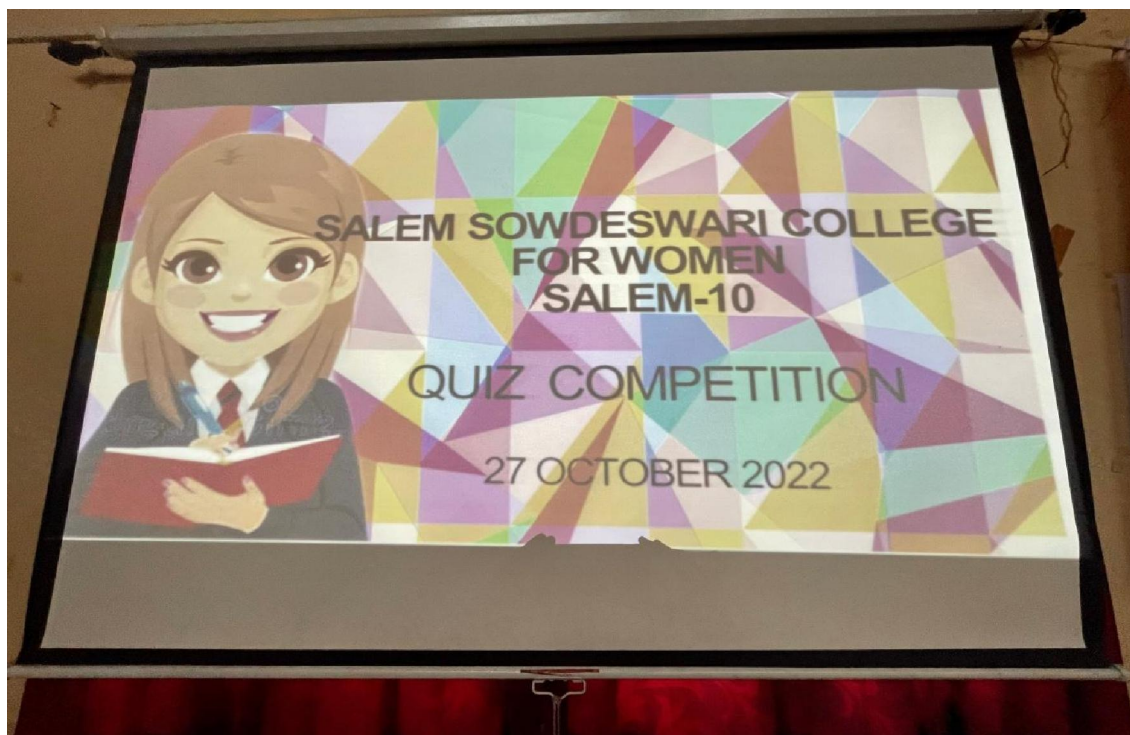 SALEM SOWDESWARI COLLEGE
FOR WOMEN
SALEM-10
QUIZ COMPETITION
27 OCTOBER 2022